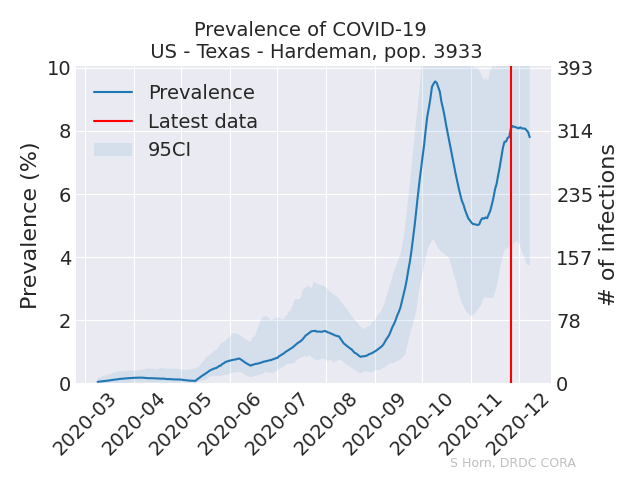 Prevalence of COVID-19
US - Texas - Hardeman, pop. 3933
Prevalence
Latest data
95CI
Prevalence (%)
10
8
6
4
2
0
# of infections
393
314
235
157
78
0
2020-03
2020-04
2020-05
2020-06
2020-07
2020-08
2020-09
2020-10
2020-11
2020-12
S Horn, DRDC CORA